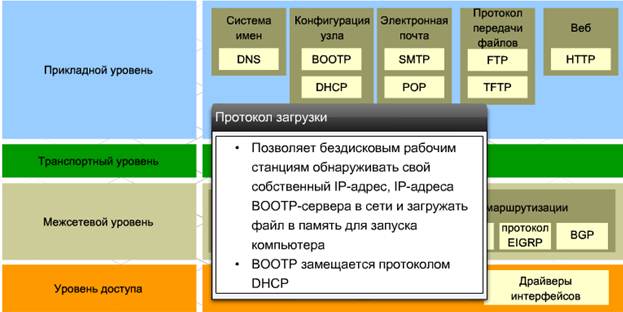 Прикладной уровень
Система
имен
DNS
Конфигурация
узла
BOOTP
DHCP
Электронная
почта
SMTP
POP
Протокол
передачи
файлов
FTP
TFTP
Веб
HTTP
Протокол загрузки
• Позволяет бездисковым рабочим
станциям обнаруживать свой
собственный IP-адрес, IP-адреса
BOOTP-сервера в сети и загружать
файл в память для запуска
компьютера
• BOOTP замещается протоколом
DHCP
Транспортный уровень
Межсетевой уровень
маршрутизации
протокол
EIGRP
BGP
Уровень доступа
Драйверы
интерфейсов